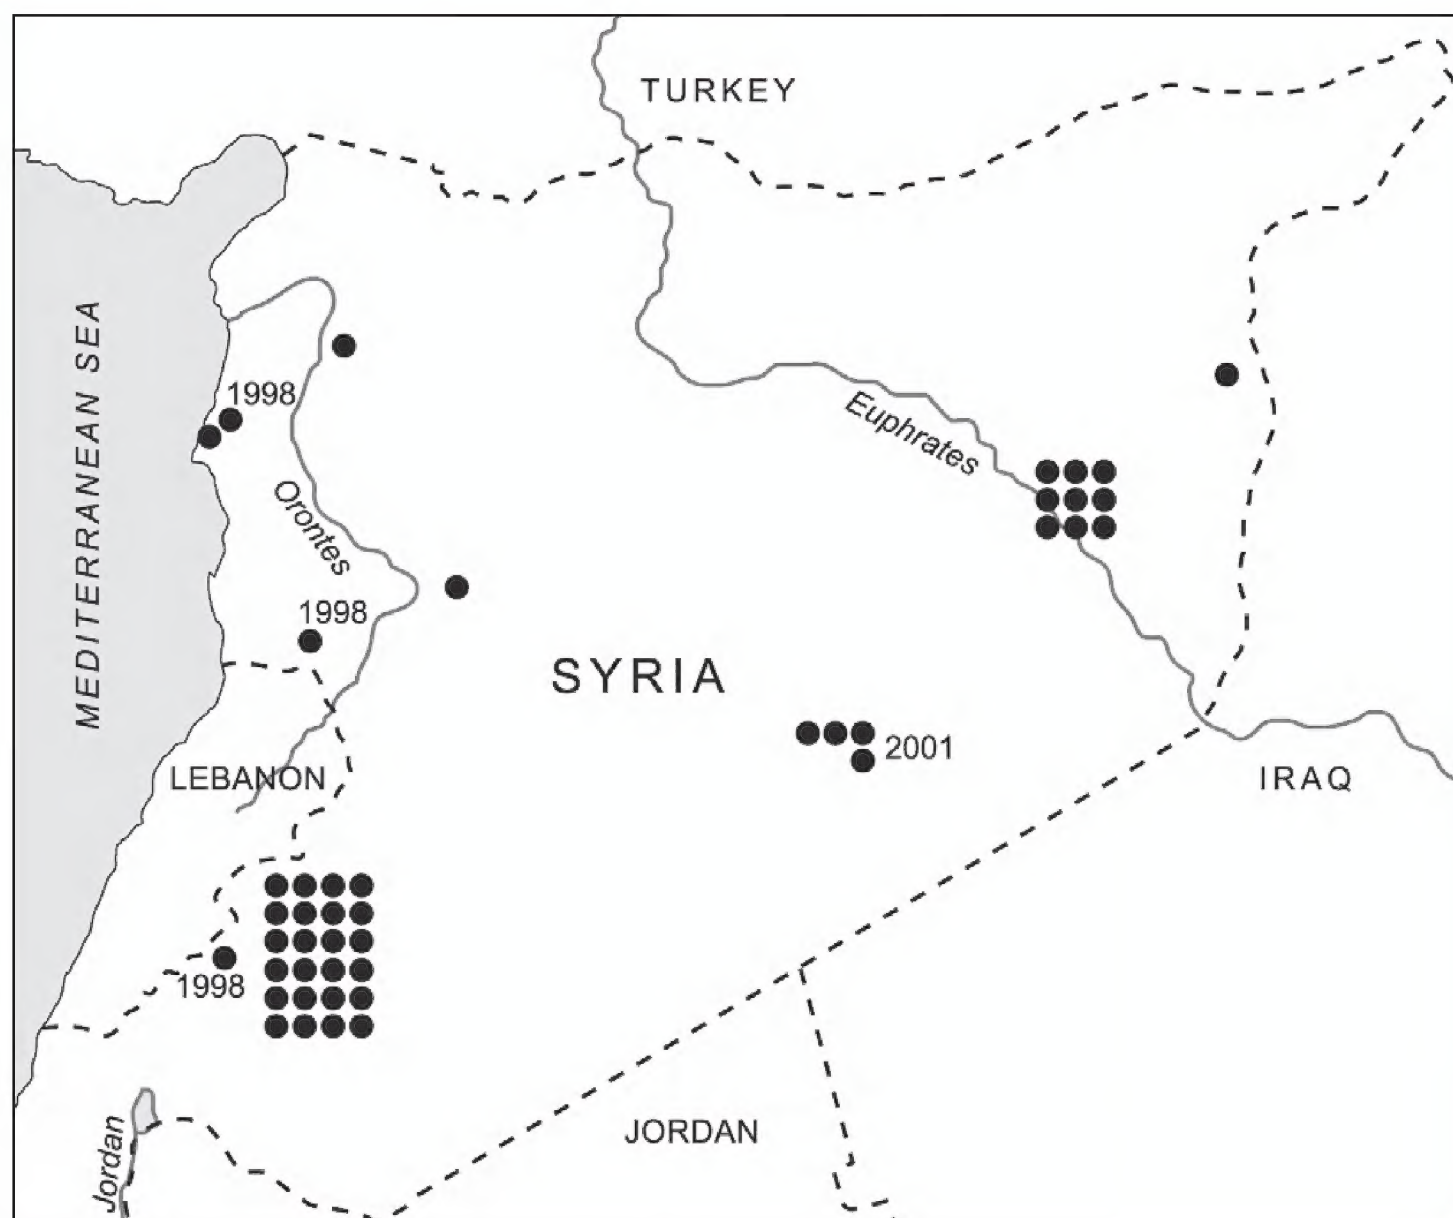 TURKEY
MEDITERRANEAN SEA
1998
Euphrates
Orontes
1998
SYRIA
2001
LEBANON
IRAQ
1998
JORDAN
Jordan